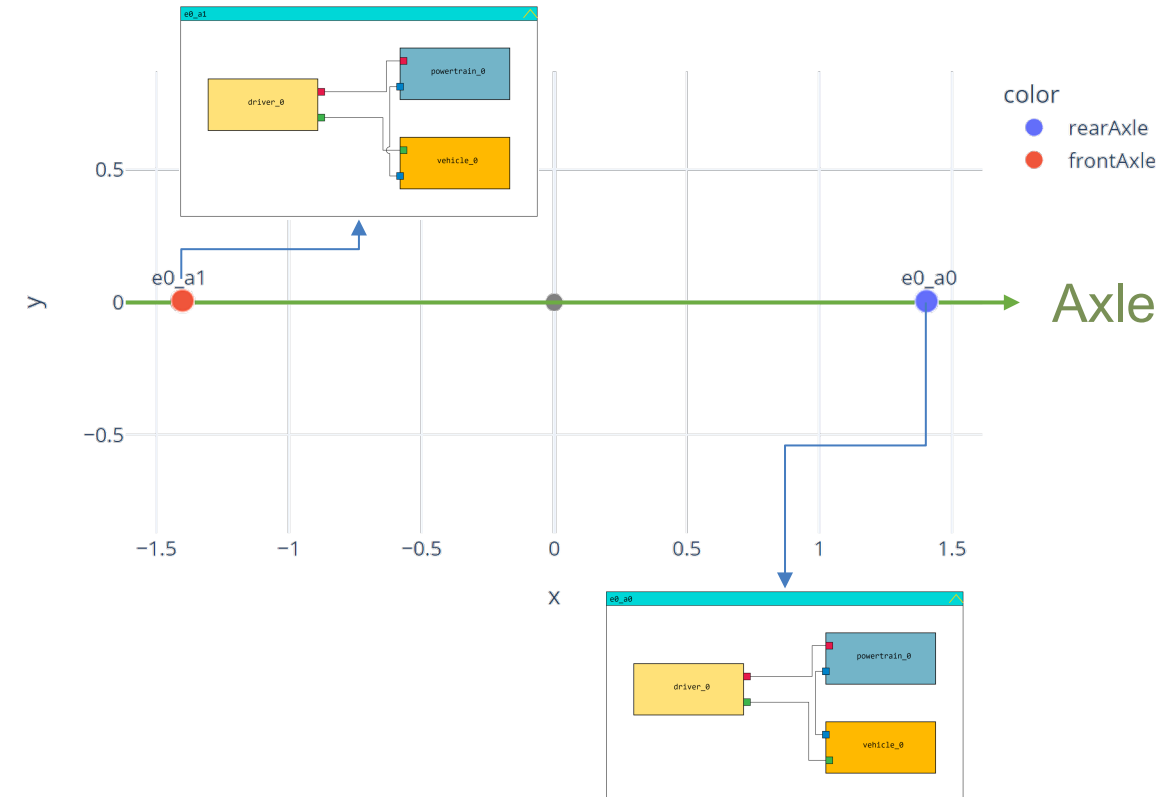 e0_a1
powertrain_0
driver_0
vehicle_0
color
rearAxle
frontAxle
0.5
e0_a1
e0_a0
y
0
Axle
−0.5
−1.5
−1
−0.5
0
0.5
1
1.5
x
e0_a0
powertrain_0
driver_0
vehicle_0